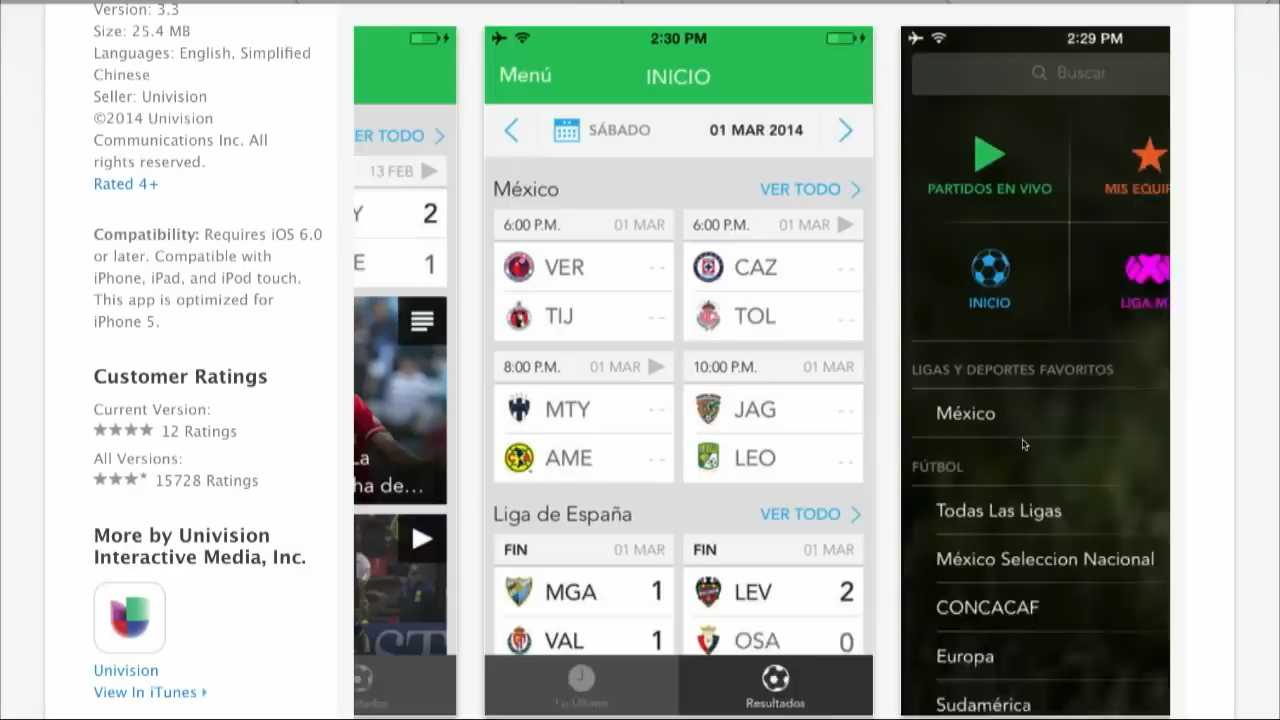 Version: 3.3
Size: 25.4 MB
Languages: English, Simplified
Chinese
Seller: Univision
©2014 Univision
Communications Inc. All
rights reserved.
Rated 4+
Compatibility: Requires iOS 6.0
or later. Compatible with
iPhone, iPad, and iPod touch.
This app is optimized for
iPhone 5.
Customer Ratings
Current Version:
12 Ratings
All Versions:
15728 Ratings
More by Univision
Interactive Media, Inc.
Univision
View In iTunes
ER TODO
13 FEB
Y 2
E 1
La
ha de...
2:30 PM
Menú INICIO
SÁBADO 01 MAR 2014
México VER TODO
6:00 P.M. 01 MAR
VER - -
TIJ - -
6:00 P.M. 01 MAR
CAZ - -
TOL - -
8:00 P.M. 01 MAR
MTY - -
AME - -
10:00 P.M. 01 MAR
JAG - -
LEO - -
Liga de España VER TODO
FIN 01 MAR
MGA 1
VAL 1
FIN 01 MAR
LEV 2
OSA 0
Lo Último
Resultados
2:29 PM
Buscar
PARTIDOS EN VIVO
MIS EQUIP
INICIO
LIGA M
LIGAS Y DEPORTES FAVORITOS
México
FÚTBOL
Todas Las Ligas
México Seleccion Nacional
CONCACAF
Europa
Sudamérica